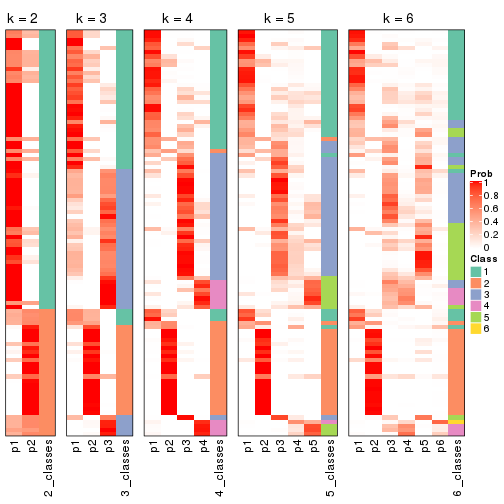 k = 2
k = 3
k = 4
k = 5
k = 6
Prob
1
0.8
0.6
0.4
0.2
0
Class
1
2
3
4
5
6
p1
p2
2_classes
p1
p2
p3
3_classes
p1
p2
p3
p4
4_classes
p1
p2
p3
p4
p5
5_classes
p1
p2
p3
p4
p5
p6
6_classes